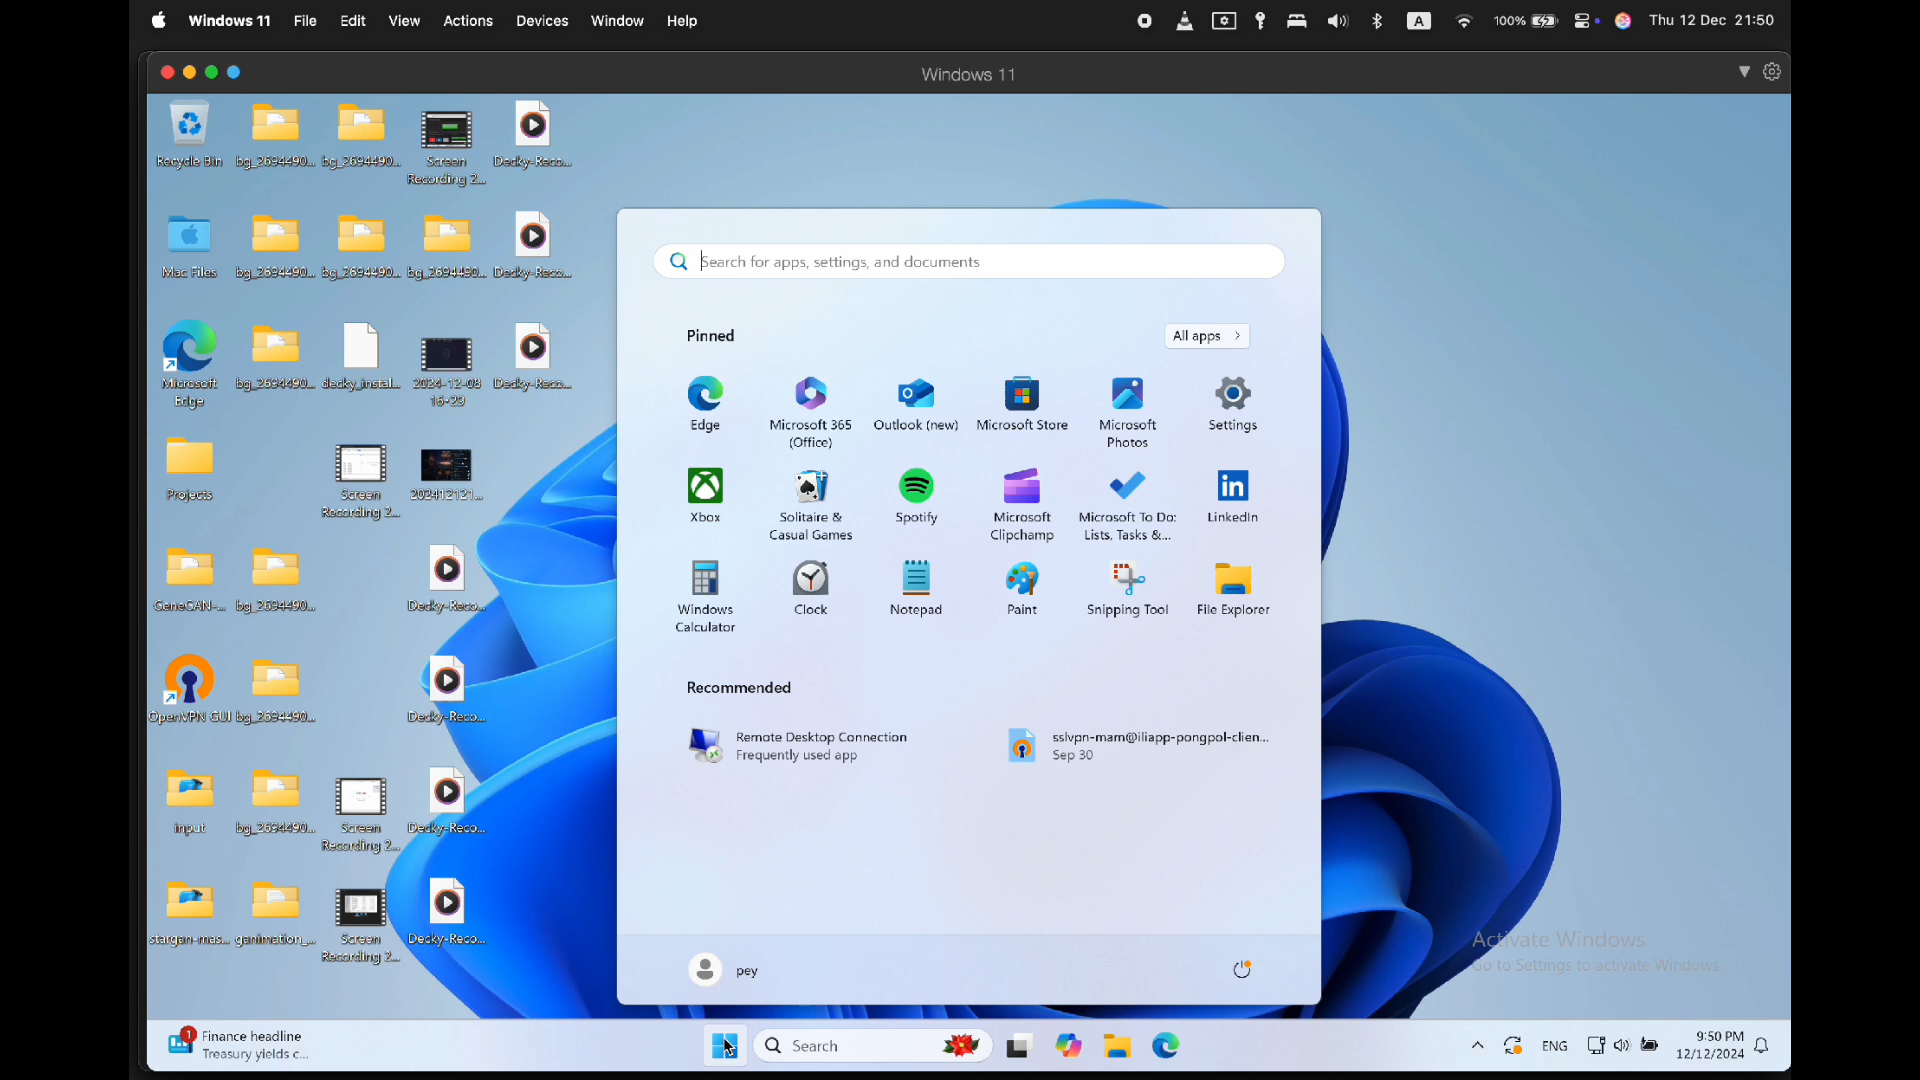 Windows 11 File Edit View Actions Devices Window Help
A 100% Thu 12 Dec 21:50
Windows 11
Recycle Bin bg_2694490... bg_2694490... Screen Recording 2... Decky-Reco...
Mac Files bg_2694490... bg_2694490... bg_2694490... Decky-Reco...
Microsoft Edge bg_2694490... decky_instal... 2024-12-08 16-29 Decky-Reco...
Projects Screen Recording 2... 202412121...
GeneGAN-... bg_2694490... Decky-Reco...
OpenVPN GUI bg_2694490... Decky-Reco...
input bg_2694490... Screen Recording 2... Decky-Reco...
stargan-mas... ganimation_... Screen Recording 2... Decky-Reco...
Search for apps, settings, and documents
Pinned All apps >
Edge Microsoft 365 (Office) Outlook (new) Microsoft Store Microsoft Photos Settings
Xbox Solitaire & Casual Games Spotify Microsoft Clipchamp Microsoft To Do: Lists, Tasks &... LinkedIn
Windows Calculator Clock Notepad Paint Snipping Tool File Explorer
Recommended
Remote Desktop Connection
Frequently used app
sslvpn-mam@iliapp-pongpol-clien...
Sep 30
pey
Activate Windows
Go to Settings to activate Windows.
1 Finance headline
Treasury yields c...
Search
ENG
9:50 PM
12/12/2024